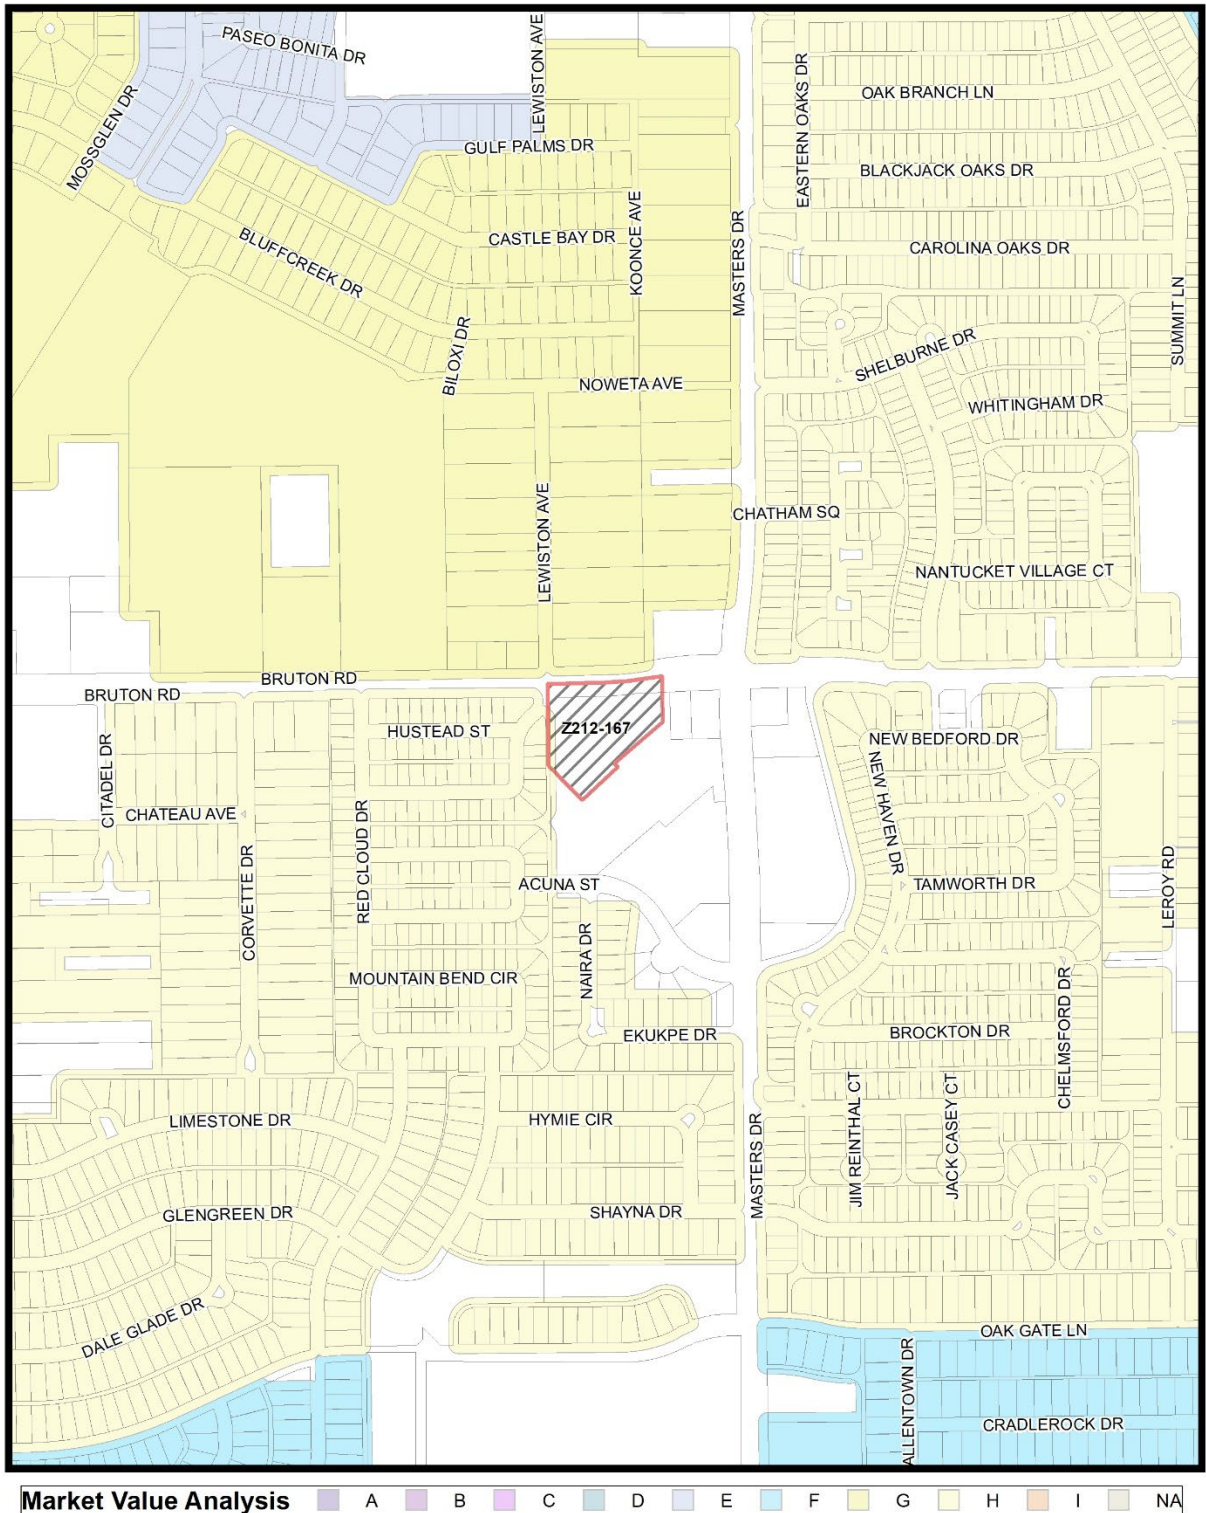 PASEO BONITA DR
LEWISTON AVE
EASTERN OAKS DR
OAK BRANCH LN
MOSSGLEN DR
GULF PALMS DR
BLACKJACK OAKS DR
KOONCE AVE
MASTERS DR
CASTLE BAY DR
CAROLINA OAKS DR
BLUFFCREEK DR
SUMMIT LN
BILOXI DR
SHELBURNE DR
NOWETA AVE
WHITINGHAM DR
LEWISTON AVE
CHATHAM SQ
NANTUCKET VILLAGE CT
BRUTON RD
BRUTON RD
HUSTEAD ST
Z212-167
NEW BEDFORD DR
CITADEL DR
CHATEAU AVE
RED CLOUD DR
NEW HAVEN DR
CORVETTE DR
ACUNA ST
TAMWORTH DR
LEROY RD
NAIRA DR
MOUNTAIN BEND CIR
EKUKPE DR
BROCKTON DR
CHELMSFORD DR
LIMESTONE DR
HYMIE CIR
MASTERS DR
JIM REINTHAL CT
JACK CASEY CT
GLENGREEN DR
SHAYNA DR
DALE GLADE DR
OAK GATE LN
ALLENTOWN DR
CRADLEROCK DR
Market Value Analysis A B C D E F G H I NA